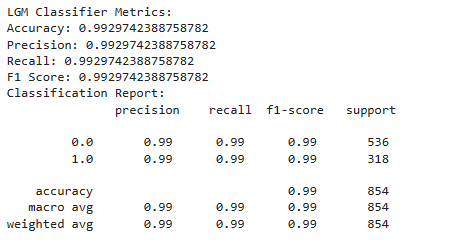 LGM Classifier Metrics:
Accuracy: 0.9929742388758782
Precision: 0.9929742388758782
Recall: 0.9929742388758782
F1 Score: 0.9929742388758782
Classification Report:
precision recall f1-score support
0.0 0.99 0.99 0.99 536
1.0 0.99 0.99 0.99 318
accuracy 0.99 854
macro avg 0.99 0.99 0.99 854
weighted avg 0.99 0.99 0.99 854